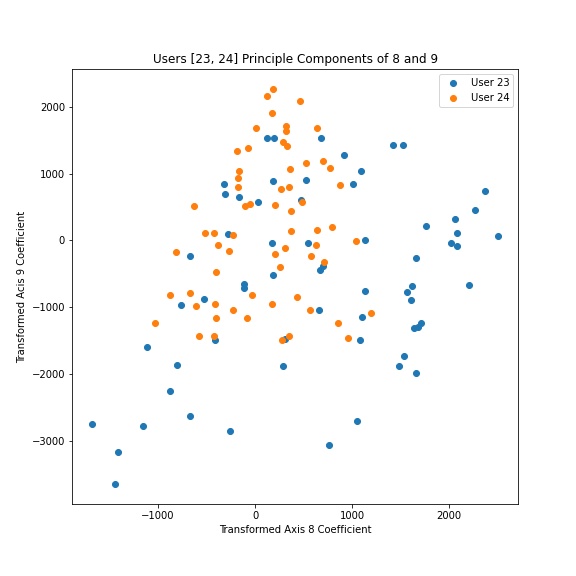 Users [23, 24] Principle Components of 8 and 9
User 23
User 24
Transformed Acis 9 Coefficient
2000
1000
0
−1000
−2000
−3000
−1000 0 1000 2000
Transformed Axis 8 Coefficient